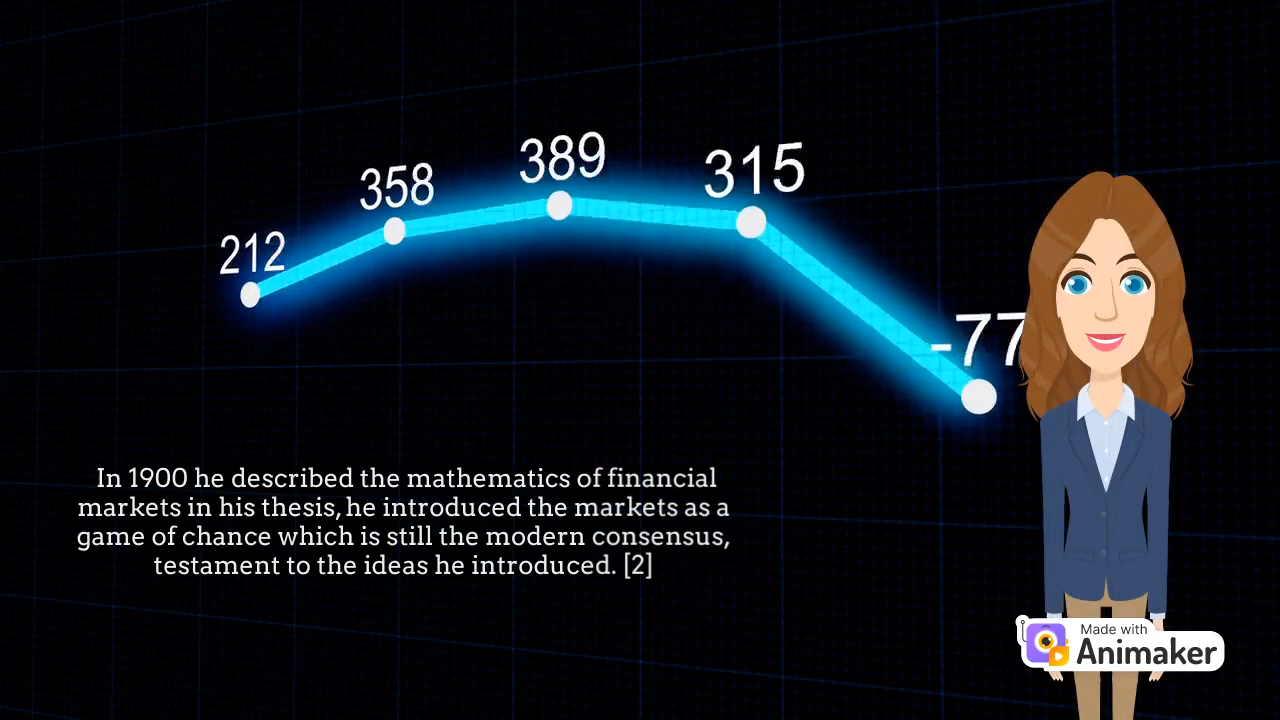 212
358
389
315
-77
In 1900 he described the mathematics of financial
markets in his thesis, he introduced the markets as a
game of chance which is still the modern consensus,
testament to the ideas he introduced. [2]
Made with
Animaker